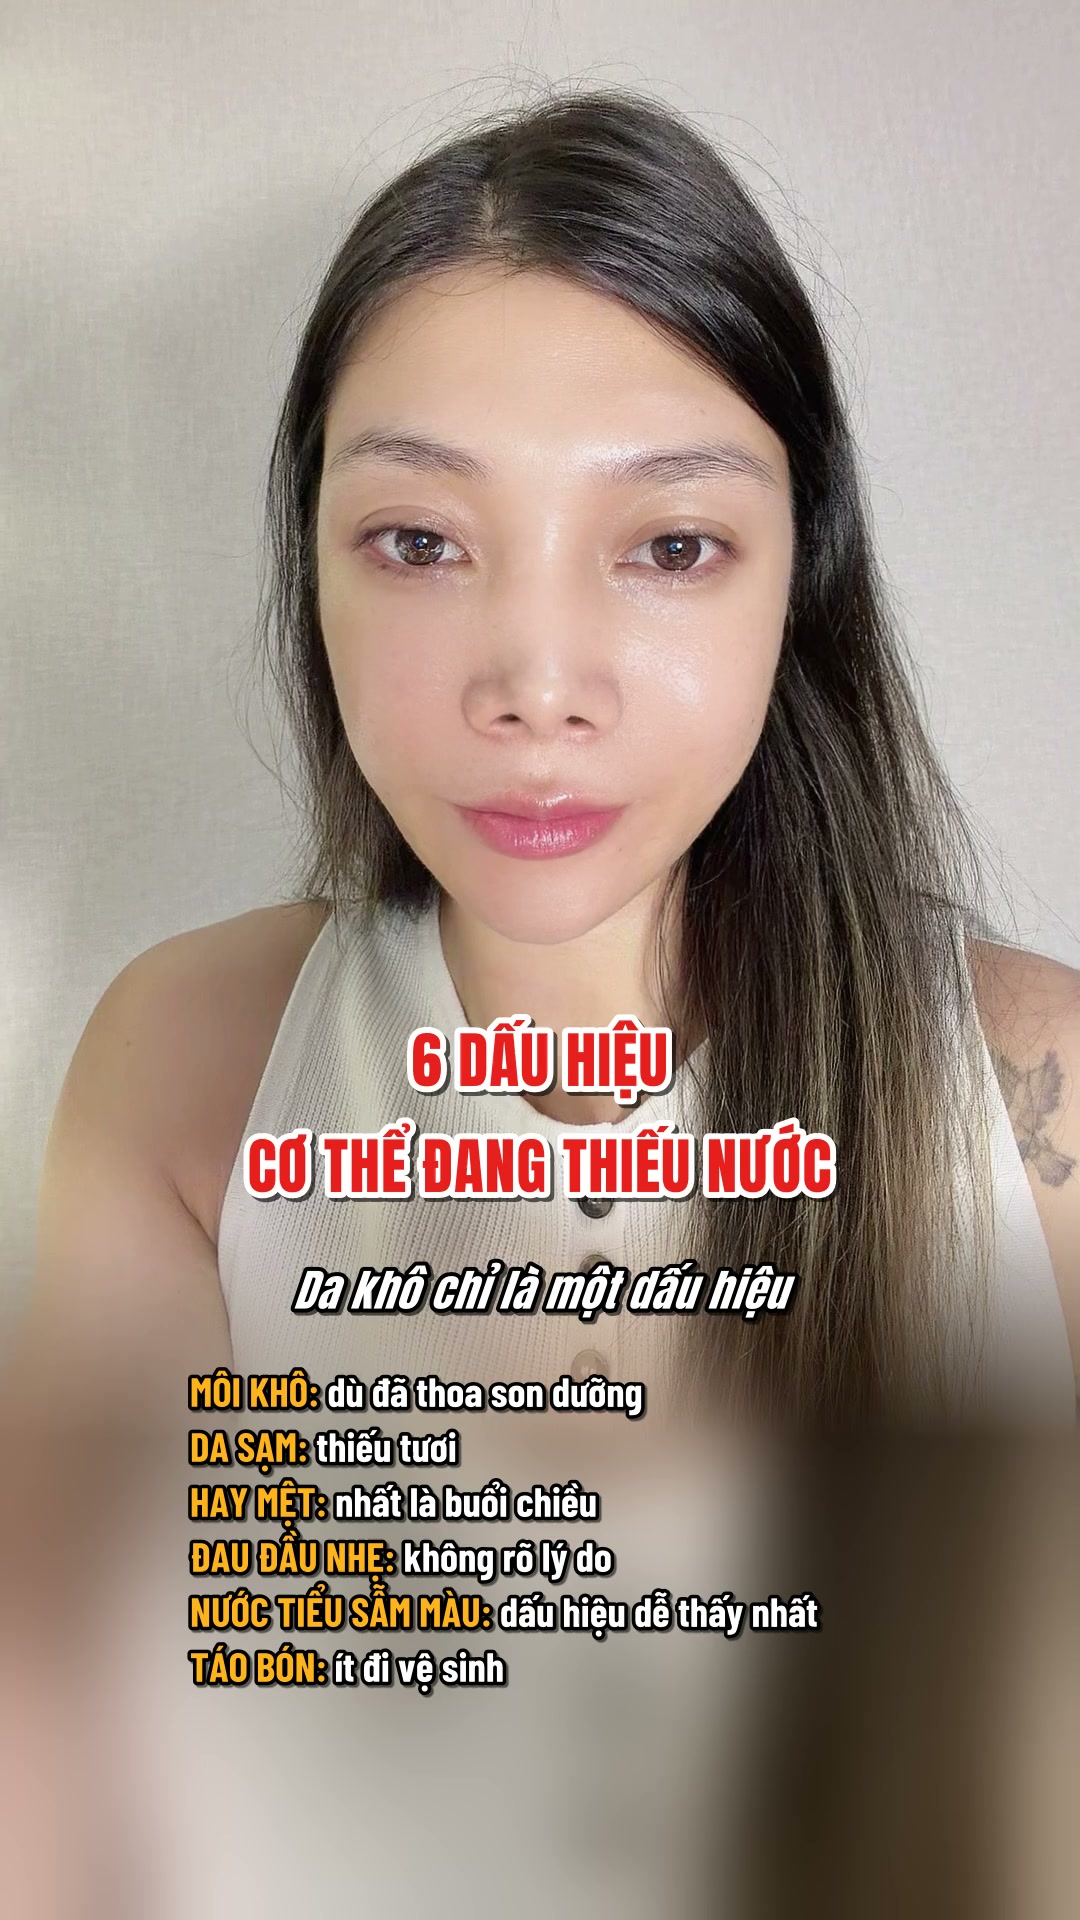 6 DẤU HIỆU
CƠ THỂ ĐANG THIẾU NƯỚC
Da khô chỉ là một dấu hiệu
MÔI KHÔ: dù đã thoa son dưỡng
DA SẠM: thiếu tươi
HAY MỆT: nhất là buổi chiều
ĐAU ĐẦU NHẸ: không rõ lý do
NƯỚC TIỂU SẪM MÀU: dấu hiệu dễ thấy nhất
TÁO BÓN: ít đi vệ sinh